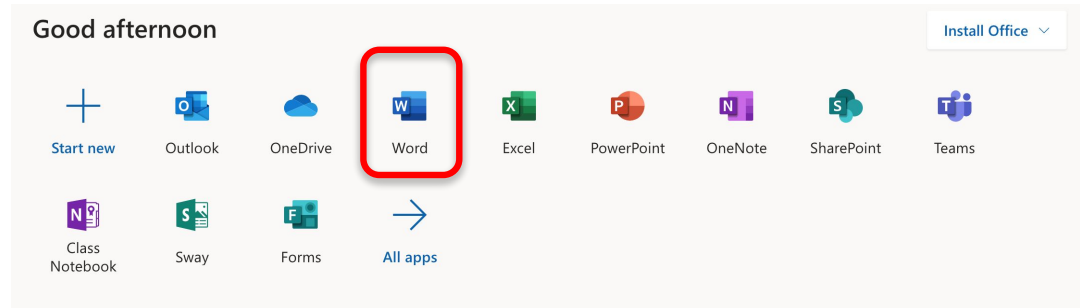 Good afternoon
Install Office
Start new
Outlook
OneDrive
Word
Excel
PowerPoint
OneNote
SharePoint
Teams
Class
Notebook
Sway
Forms
All apps